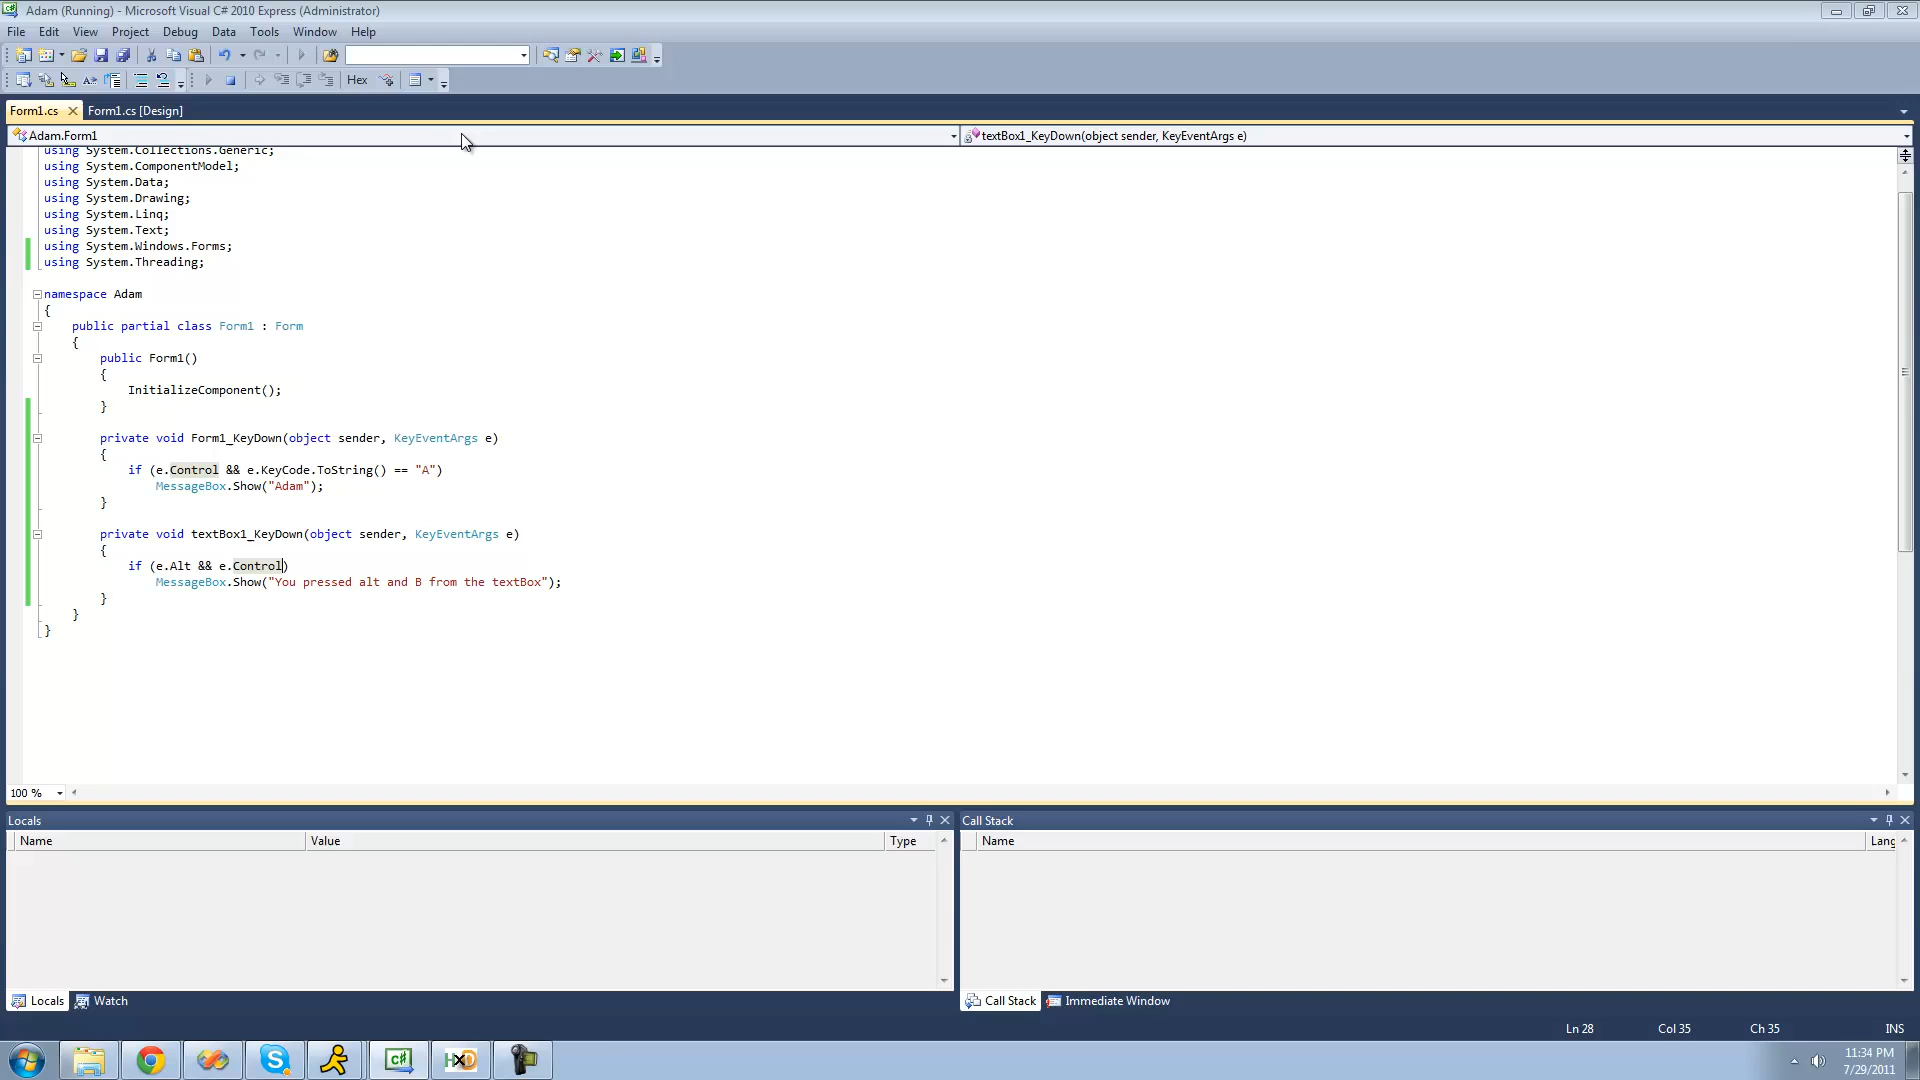 Adam (Running) - Microsoft Visual C# 2010 Express (Administrator)
File Edit View Project Debug Data Tools Window Help
Hex
Form1.cs Form1.cs [Design]
Adam.Form1 textBox1_KeyDown(object sender, KeyEventArgs e)
using System.Collections.Generic;
using System.ComponentModel;
using System.Data;
using System.Drawing;
using System.Linq;
using System.Text;
using System.Windows.Forms;
using System.Threading;
namespace Adam
{
public partial class Form1 : Form
{
public Form1()
{
InitializeComponent();
}
private void Form1_KeyDown(object sender, KeyEventArgs e)
{
if (e.Control && e.KeyCode.ToString() == "A")
MessageBox.Show("Adam");
}
private void textBox1_KeyDown(object sender, KeyEventArgs e)
{
if (e.Alt && e.Control)
MessageBox.Show("You pressed alt and B from the textBox");
}
}
}
100 %
Locals Call Stack
Name Value Type Name Lang
Locals Watch Call Stack Immediate Window
Ln 28 Col 35 Ch 35 INS
11:34 PM
7/29/2011